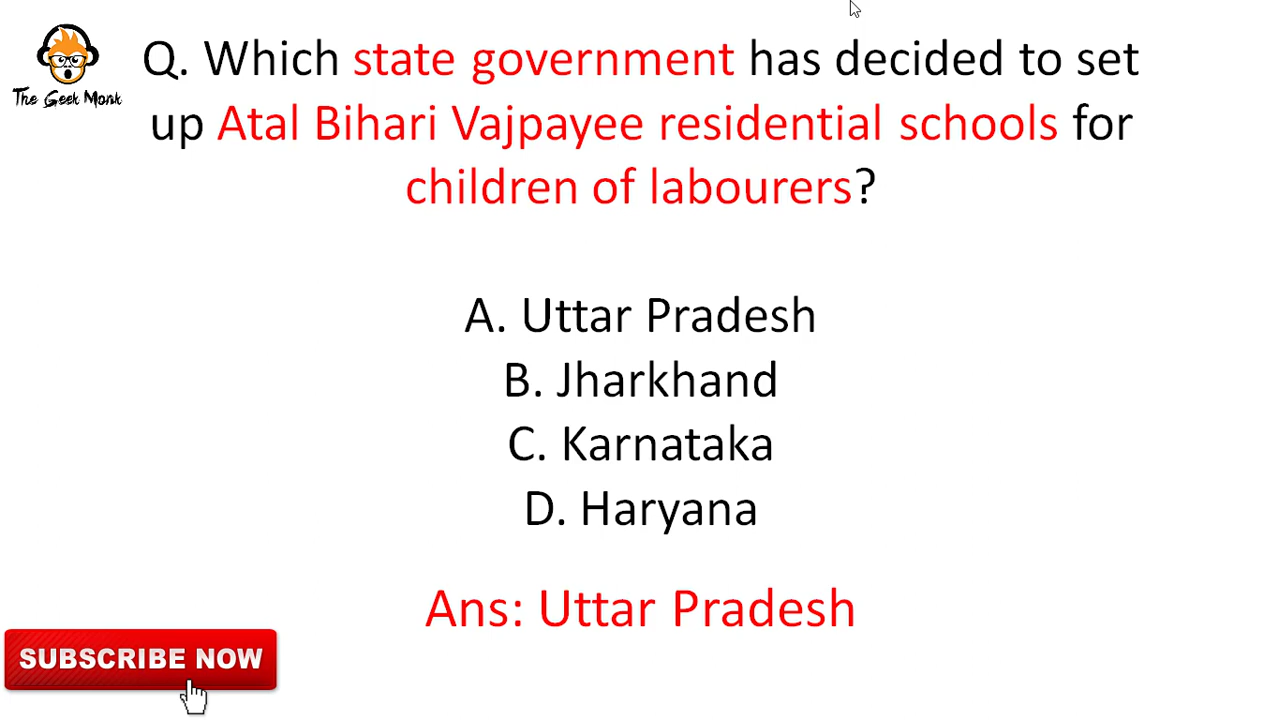 The Geek Monk
Q. Which state government has decided to set
up Atal Bihari Vajpayee residential schools for
children of labourers?
A. Uttar Pradesh
B. Jharkhand
C. Karnataka
D. Haryana
Ans: Uttar Pradesh
SUBSCRIBE NOW